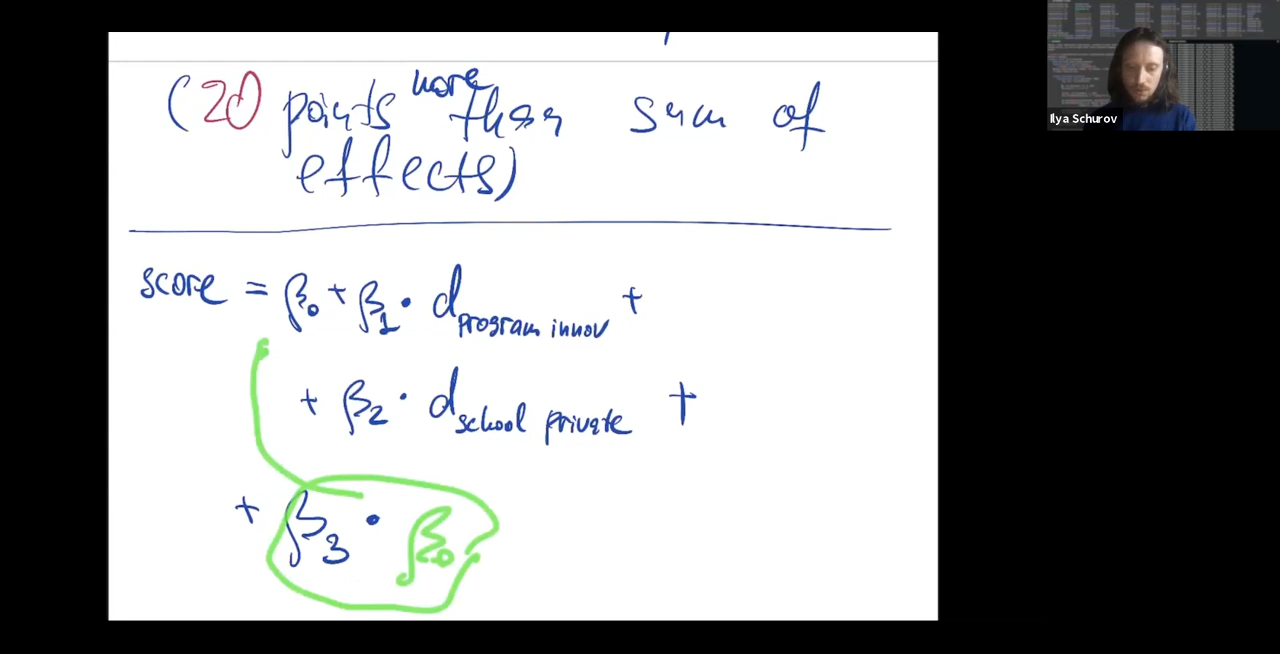 (20 points more than sum of
effects)
score = β₀ + β₁ · d program innov +
+ β₂ · d school private +
+ β₃ · β₀
Ilya Schurov